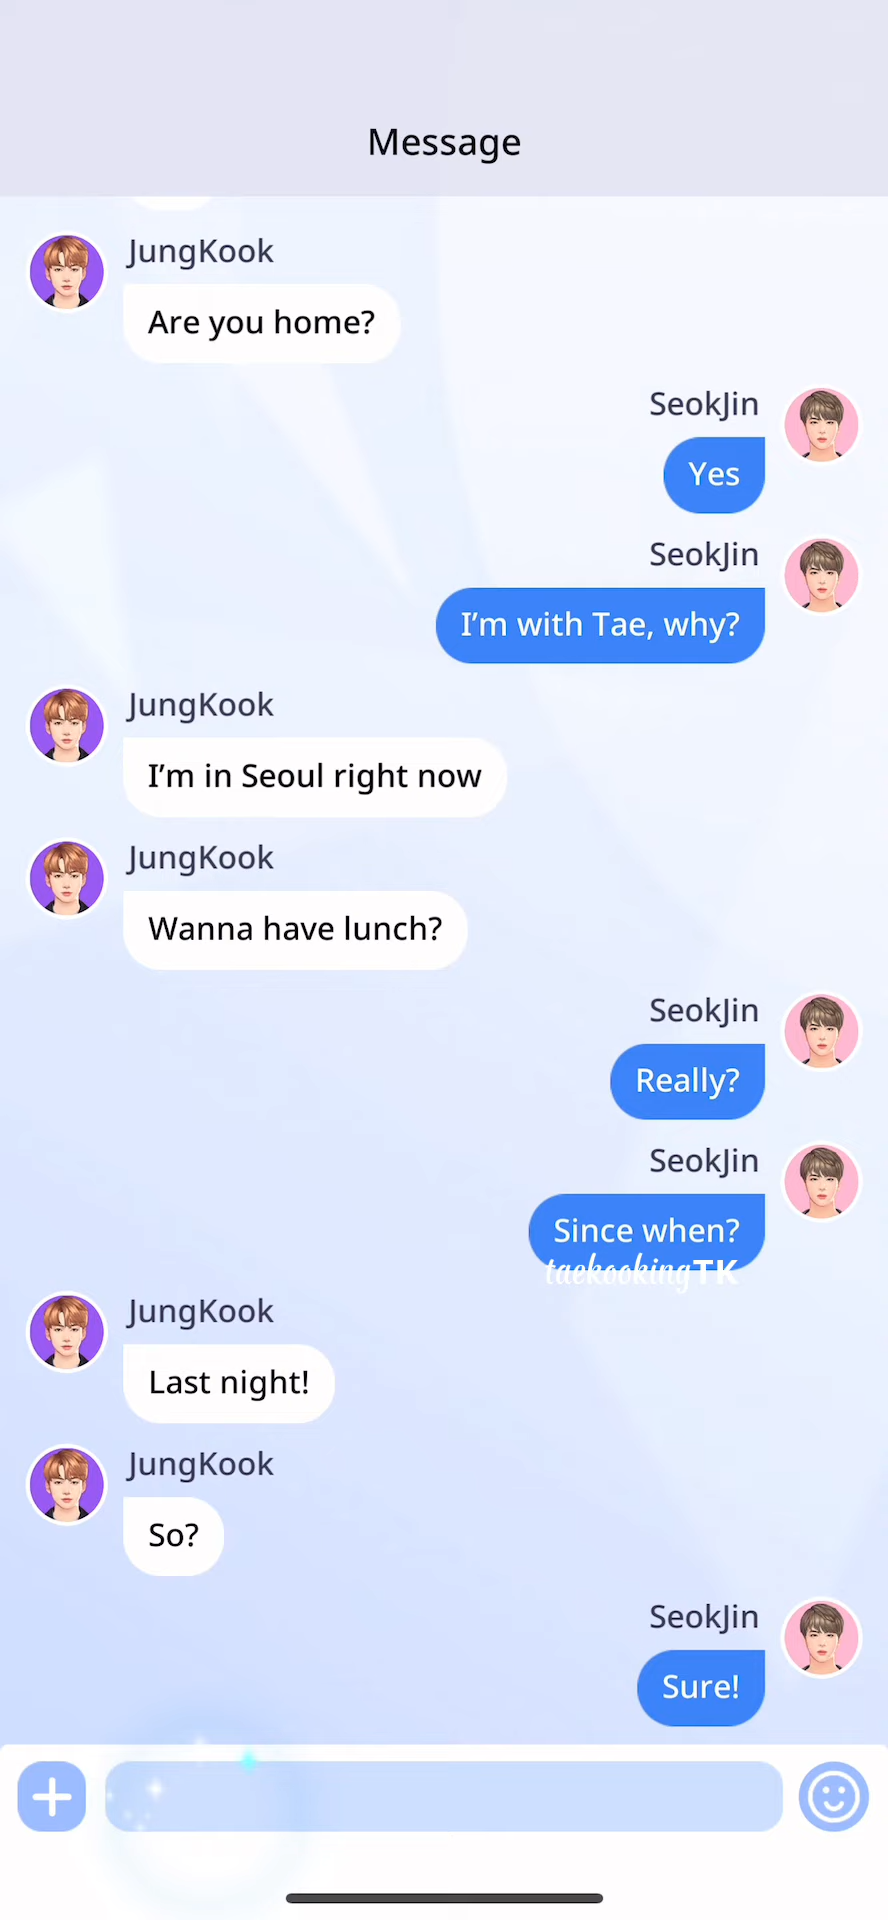 Message
JungKook
Are you home?
SeokJin
Yes
SeokJin
I’m with Tae, why?
JungKook
I’m in Seoul right now
JungKook
Wanna have lunch?
SeokJin
Really?
SeokJin
Since when?
taekookingTK
JungKook
Last night!
JungKook
So?
SeokJin
Sure!